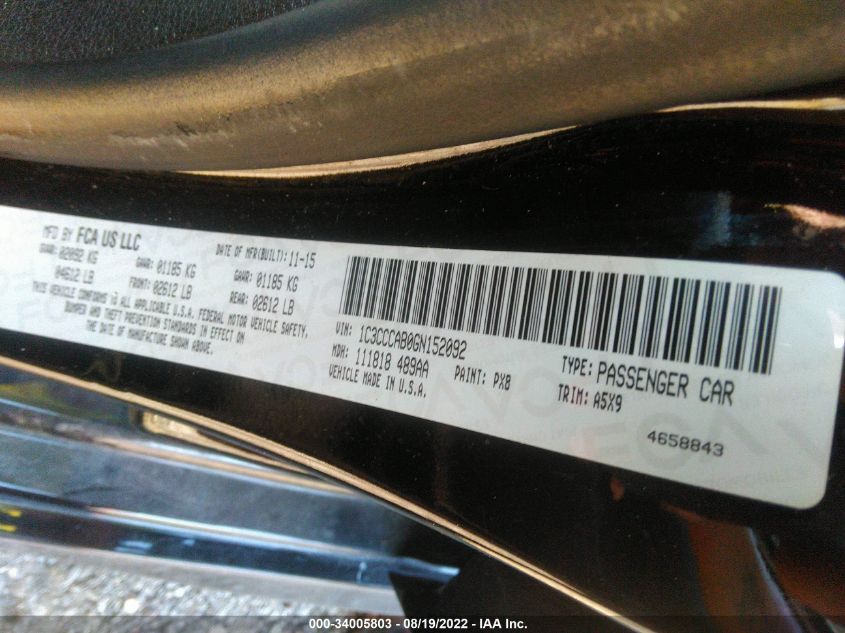 MFD BY FCA US LLC
DATE OF MFR(BUILT): 11-15
GVWR: 02092 KG
GAWR: 01185 KG
GAWR: 01185 KG
04612 LB
FRONT: 02612 LB
REAR: 02612 LB
THIS VEHICLE CONFORMS TO ALL APPLICABLE U.S.A. FEDERAL MOTOR VEHICLE SAFETY,
BUMPER AND THEFT PREVENTION STANDARDS IN EFFECT ON
THE DATE OF MANUFACTURE SHOWN ABOVE.
VIN: 1C3CCCAB0GN152092
TYPE: PASSENGER CAR
MDH: 111818 489AA
PAINT: PX8
TRIM: A5X9
VEHICLE MADE IN U.S.A.
4658843
000-34005803 - 08/19/2022 - IAA Inc.